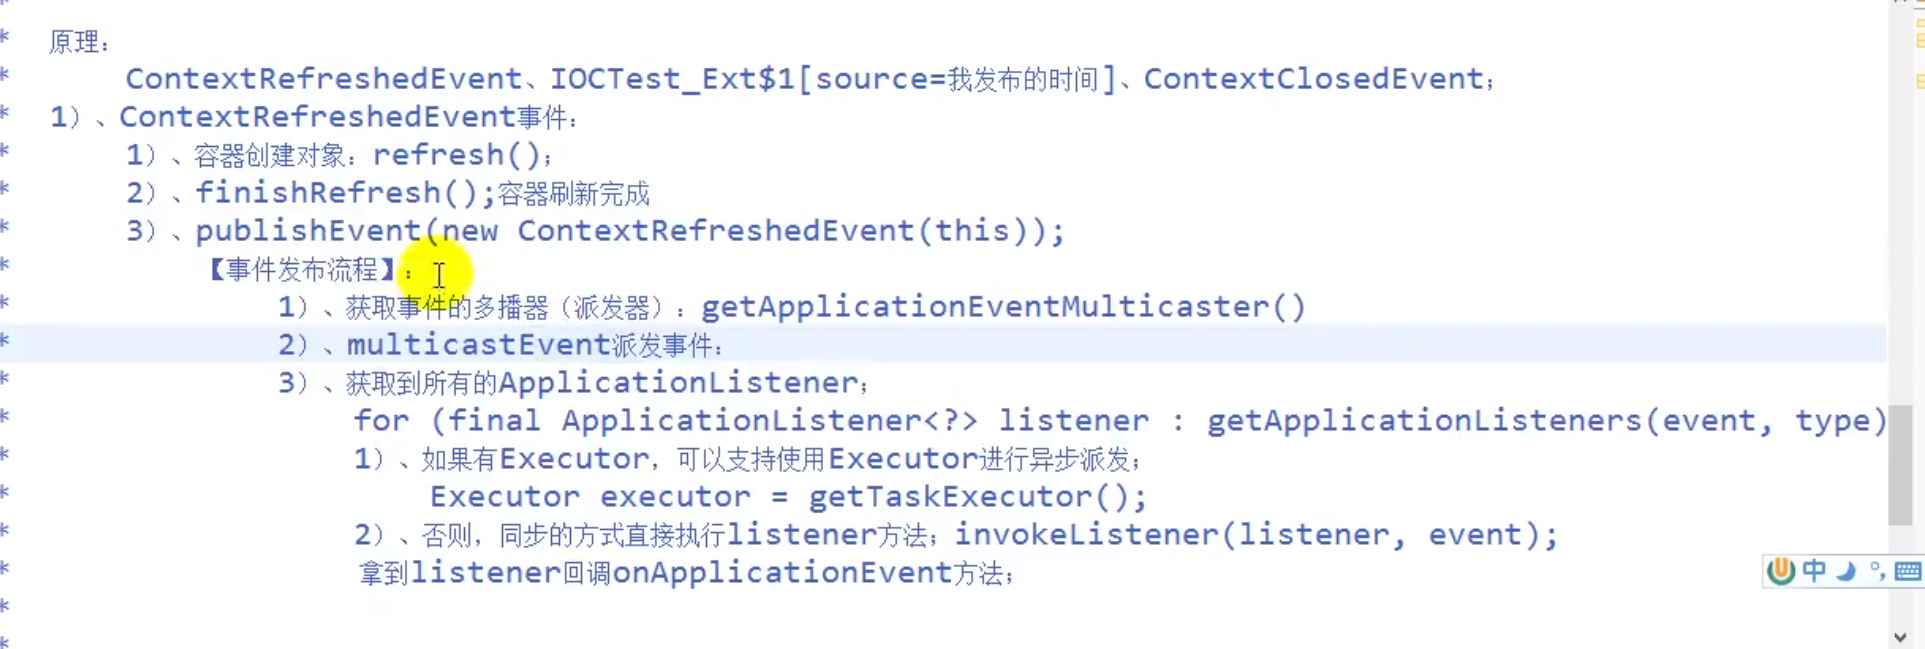 *
* 原理：
* ContextRefreshedEvent、IOCTest_Ext$1[source=我发布的时间]、ContextClosedEvent；
* 1）、ContextRefreshedEvent事件：
* 1）、容器创建对象：refresh()；
* 2）、finishRefresh();容器刷新完成
* 3）、publishEvent(new ContextRefreshedEvent(this));
* 【事件发布流程】：
* 1）、获取事件的多播器（派发器）：getApplicationEventMulticaster()
* 2）、multicastEvent派发事件：
* 3）、获取到所有的ApplicationListener；
* for (final ApplicationListener<?> listener : getApplicationListeners(event, type)
* 1）、如果有Executor，可以支持使用Executor进行异步派发；
* Executor executor = getTaskExecutor();
* 2）、否则，同步的方式直接执行listener方法；invokeListener(listener, event);
* 拿到listener回调onApplicationEvent方法；
*
*
中